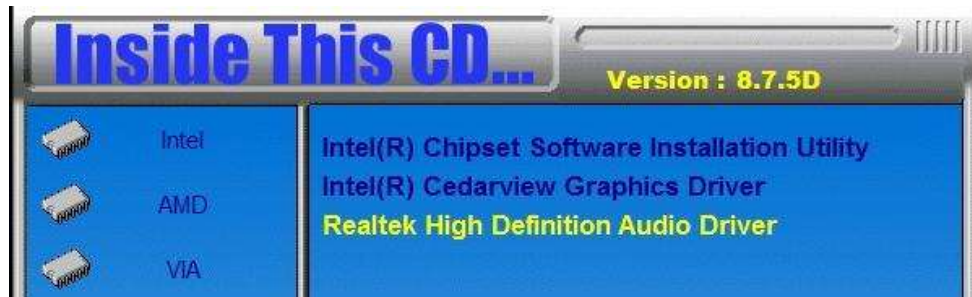 Inside This CD...
Version : 8.7.5D
Intel
AMD
VIA
Intel(R) Chipset Software Installation Utility
Intel(R) Cedarview Graphics Driver
Realtek High Definition Audio Driver